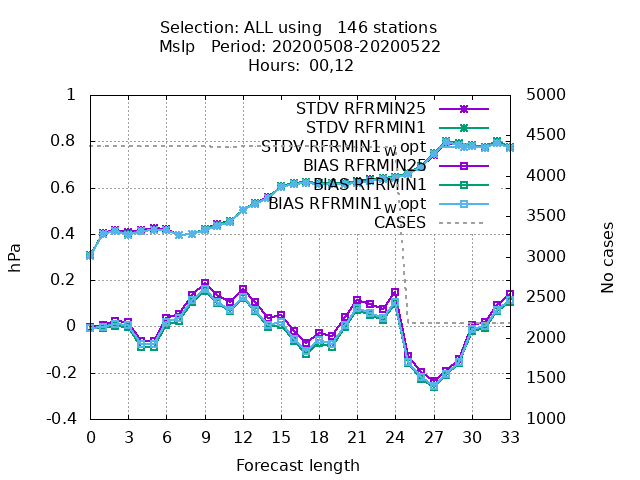 Selection: ALL using   146 stations
Mslp   Period: 20200508-20200522
Hours: 00,12
STDV RFRMIN25
STDV RFRMIN1
STDV RFRMIN1_W opt
BIAS RFRMIN25
BIAS RFRMIN1
BIAS RFRMIN1_W opt
CASES
hPa
1
0.8
0.6
0.4
0.2
0
-0.2
-0.4
No cases
5000
4500
4000
3500
3000
2500
2000
1500
1000
0 3 6 9 12 15 18 21 24 27 30 33
Forecast length